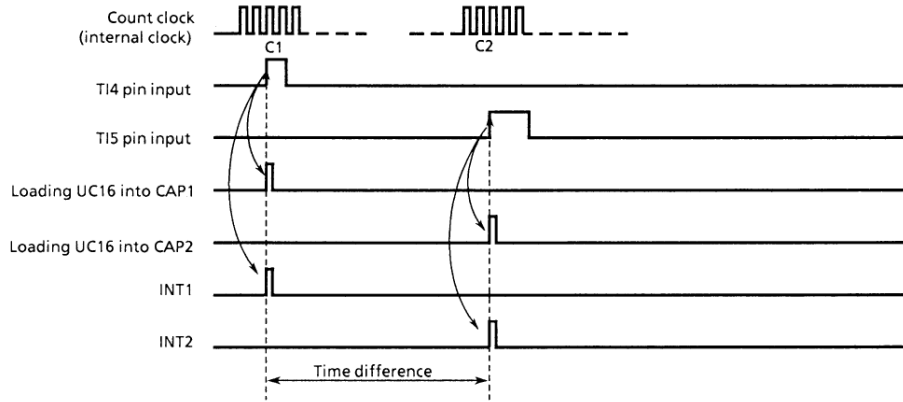 Count clock
(internal clock)
C1
C2
TI4 pin input
TI5 pin input
Loading UC16 into CAP1
Loading UC16 into CAP2
INT1
INT2
Time difference